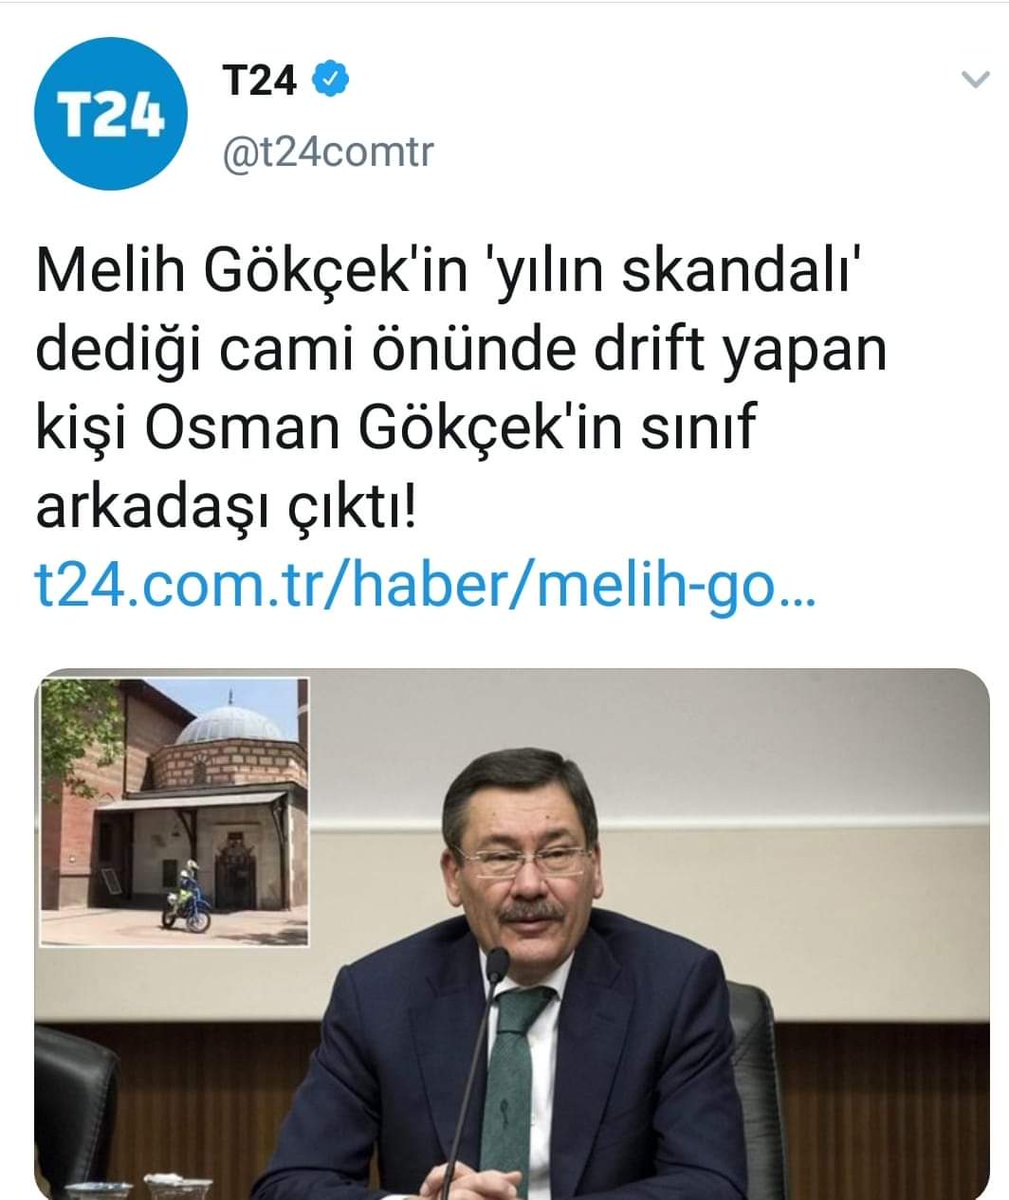 T24
T24
@t24comtr
Melih Gökçek'in 'yılın skandalı'
dediği cami önünde drift yapan
kişi Osman Gökçek'in sınıf
arkadaşı çıktı!
t24.com.tr/haber/melih-go...